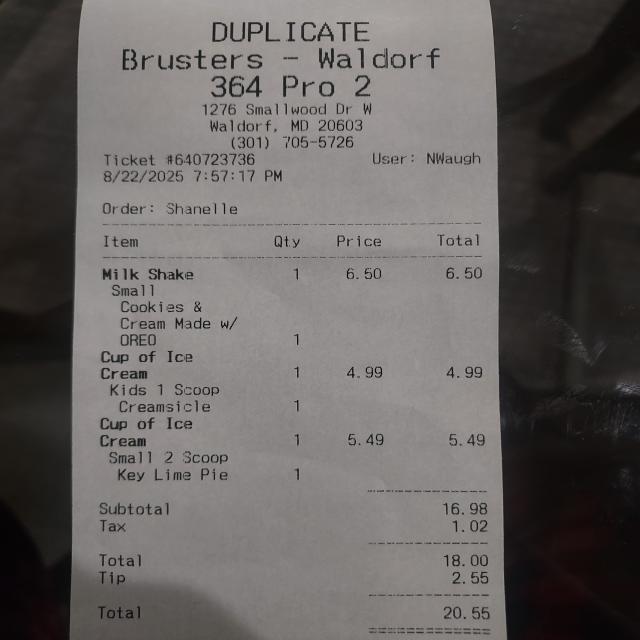 DUPLICATE
Brusters - Waldorf
364 Pro 2
1276 Smallwood Dr W
Waldorf, MD 20603
(301) 705-5726
Ticket #640723736 User: NWaugh
8/22/2025 7:57:17 PM
Order: Shanelle
Item Qty Price Total
Milk Shake 1 6.50 6.50
Small
Cookies &
Cream Made w/
OREO 1
Cup of Ice
Cream 1 4.99 4.99
Kids 1 Scoop
Creamsicle 1
Cup of Ice
Cream 1 5.49 5.49
Small 2 Scoop
Key Lime Pie 1
Subtotal 16.98
Tax 1.02
Total 18.00
Tip 2.55
Total 20.55